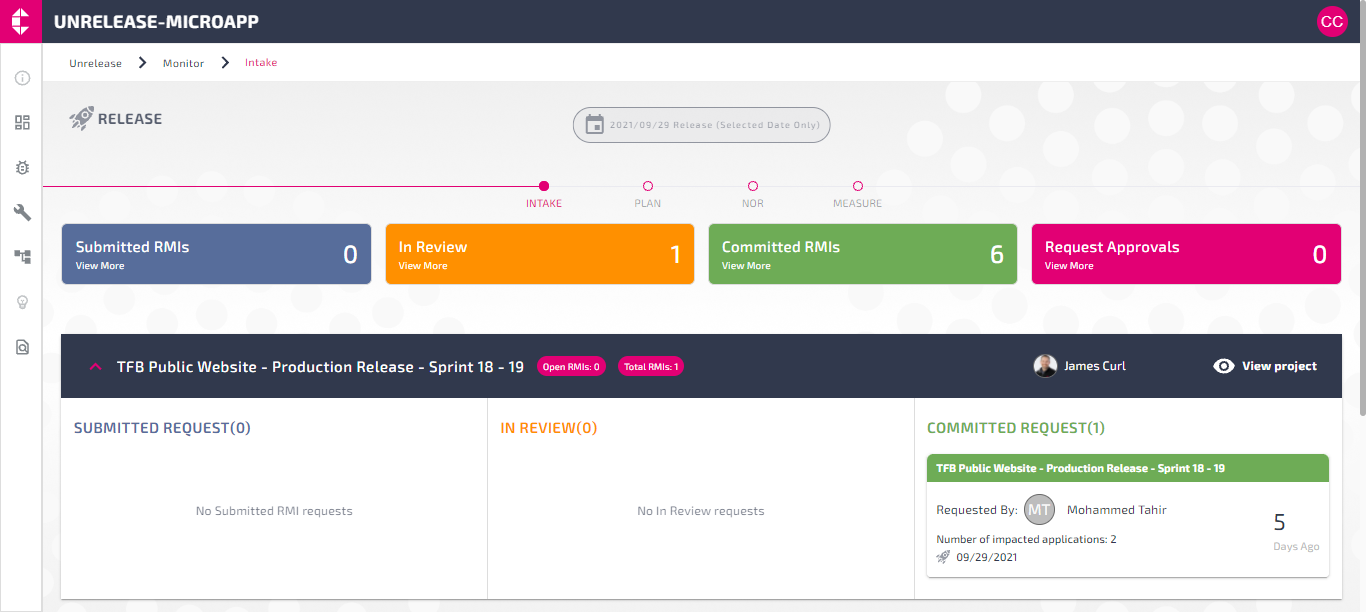 UNRELEASE-MICROAPP
CC
Unrelease
Monitor
Intake
RELEASE
2021/09/29 Release (Selected Date Only)
INTAKE
PLAN
NOR
MEASURE
Submitted RMIs
View More
0
In Review
View More
1
Committed RMIs
View More
6
Request Approvals
View More
0
TFB Public Website - Production Release - Sprint 18 - 19
Open RMIs: 0
Total RMIs: 1
James Curl
View project
SUBMITTED REQUEST(0)
No Submitted RMI requests
IN REVIEW(0)
No In Review requests
COMMITTED REQUEST(1)
TFB Public Website - Production Release - Sprint 18 - 19
Requested By:
MT
Mohammed Tahir
Number of impacted applications: 2
09/29/2021
5
Days Ago